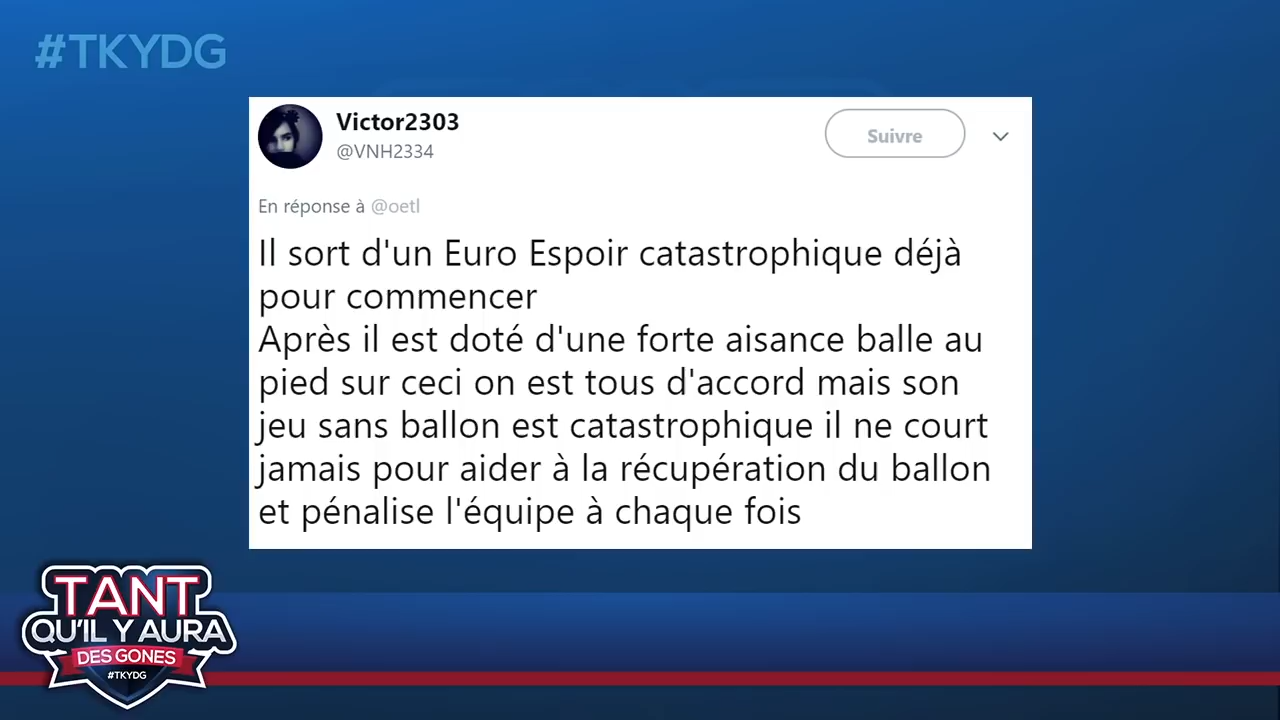 #TKYDG
Victor2303
@VNH2334
Suivre
En réponse à @oetl
Il sort d'un Euro Espoir catastrophique déjà
pour commencer
Après il est doté d'une forte aisance balle au
pied sur ceci on est tous d'accord mais son
jeu sans ballon est catastrophique il ne court
jamais pour aider à la récupération du ballon
et pénalise l'équipe à chaque fois
TANT
QU'IL Y AURA
DES GONES
#TKYDG